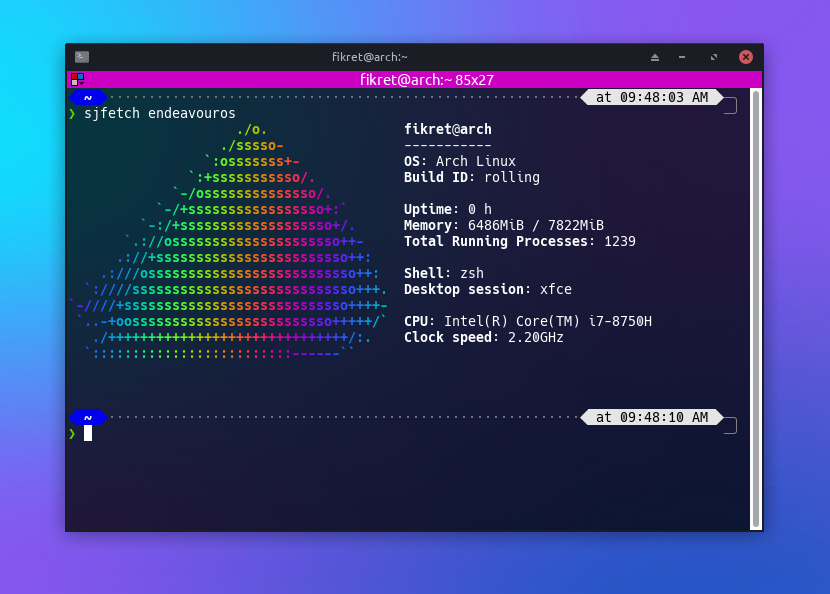 fikret@arch:~
fikret@arch:~ 85x27
~ at 09:48:03 AM
❯ sjfetch endeavouros
./o.
./sssso-
`:osssssss+-
`:+sssssssssso/.
`-/ossssssssssssso/.
`-/+sssssssssssssssso+:`
`-:/+sssssssssssssssssso+/.
`.://osssssssssssssssssssso++-
.://+ssssssssssssssssssssssso++:
.:///ossssssssssssssssssssssssso++:
`:////ssssssssssssssssssssssssssso+++.
`-////+ssssssssssssssssssssssssssso++++-
`..-+oosssssssssssssssssssssssso+++++/`
./++++++++++++++++++++++++++++++/:.
`:::::::::::::::::::::::::------``
fikret@arch
-----------
OS: Arch Linux
Build ID: rolling
Uptime: 0 h
Memory: 6486MiB / 7822MiB
Total Running Processes: 1239
Shell: zsh
Desktop session: xfce
CPU: Intel(R) Core(TM) i7-8750H
Clock speed: 2.20GHz
~ at 09:48:10 AM
❯